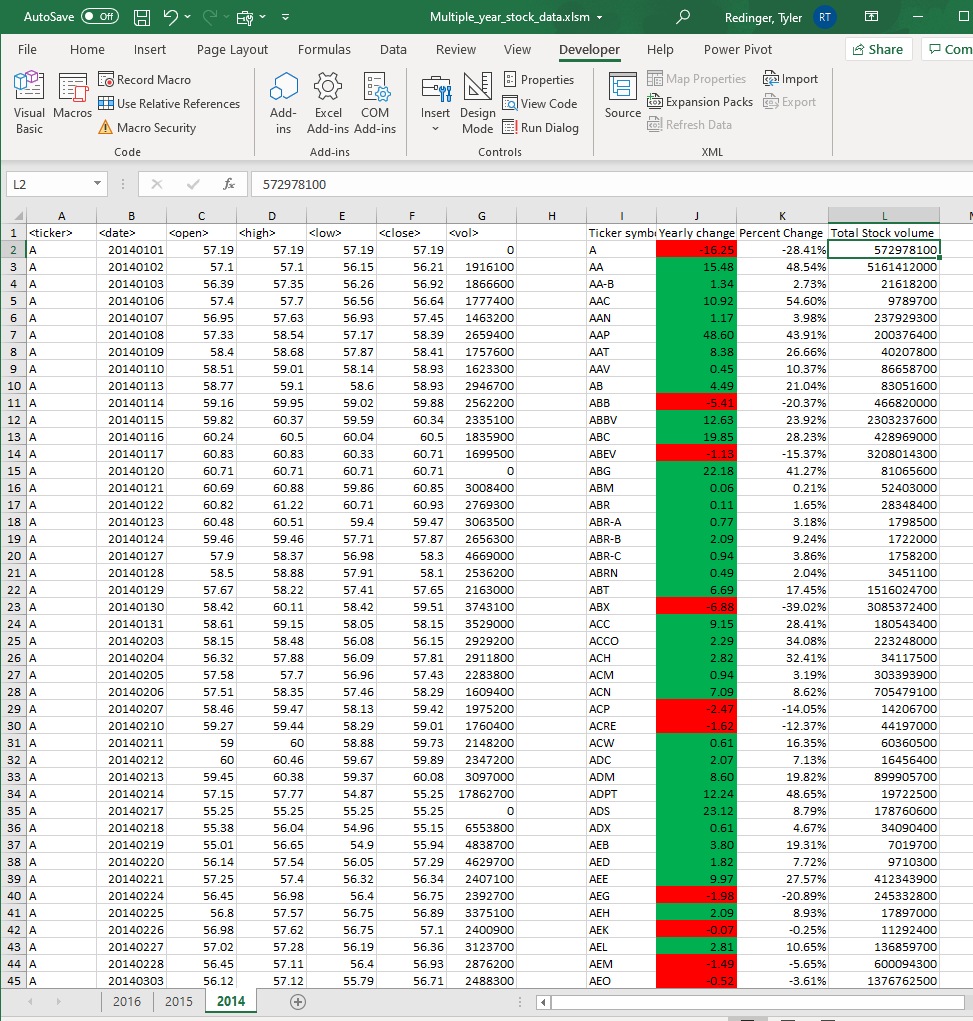 AutoSave Off Multiple_year_stock_data.xlsm Redinger, Tyler RT
File Home Insert Page Layout Formulas Data Review View Developer Help Power Pivot Share Com
Visual Basic Macros Record Macro Use Relative References Macro Security Code
Add-ins Excel Add-ins COM Add-ins Add-ins
Insert Design Mode Properties View Code Run Dialog Controls
Source Map Properties Expansion Packs Refresh Data Import Export XML
L2 fx 572978100
A B C D E F G H I J K L
1 <ticker> <date> <open> <high> <low> <close> <vol> Ticker symb Yearly change Percent Change Total Stock volume
2 A 20140101 57.19 57.19 57.19 57.19 0 A -16.25 -28.41% 572978100
3 A 20140102 57.1 57.1 56.15 56.21 1916100 AA 15.48 48.54% 5161412000
4 A 20140103 56.39 57.35 56.26 56.92 1866600 AA-B 1.34 2.73% 21618200
5 A 20140106 57.4 57.7 56.56 56.64 1777400 AAC 10.92 54.60% 9789700
6 A 20140107 56.95 57.63 56.93 57.45 1463200 AAN 1.17 3.98% 237929300
7 A 20140108 57.33 58.54 57.17 58.39 2659400 AAP 48.60 43.91% 200376400
8 A 20140109 58.4 58.68 57.87 58.41 1757600 AAT 8.38 26.66% 40207800
9 A 20140110 58.51 59.01 58.14 58.93 1623300 AAV 0.45 10.37% 86658700
10 A 20140113 58.77 59.1 58.6 58.93 2946700 AB 4.49 21.04% 83051600
11 A 20140114 59.16 59.95 59.02 59.88 2562200 ABB -5.41 -20.37% 466820000
12 A 20140115 59.82 60.37 59.59 60.34 2335100 ABBV 12.63 23.92% 2303237600
13 A 20140116 60.24 60.5 60.04 60.5 1835900 ABC 19.85 28.23% 428969000
14 A 20140117 60.83 60.83 60.33 60.71 1699500 ABEV -1.13 -15.37% 3208014300
15 A 20140120 60.71 60.71 60.71 60.71 0 ABG 22.18 41.27% 81065600
16 A 20140121 60.69 60.88 59.86 60.85 3008400 ABM 0.06 0.21% 52403000
17 A 20140122 60.82 61.22 60.71 60.93 2769300 ABR 0.11 1.65% 28348400
18 A 20140123 60.48 60.51 59.4 59.47 3063500 ABR-A 0.77 3.18% 1798500
19 A 20140124 59.46 59.46 57.71 57.87 2656300 ABR-B 2.09 9.24% 1722000
20 A 20140127 57.9 58.37 56.98 58.3 4669000 ABR-C 0.94 3.86% 1758200
21 A 20140128 58.5 58.88 57.91 58.1 2536200 ABRN 0.49 2.04% 3451100
22 A 20140129 57.67 58.22 57.41 57.65 2163000 ABT 6.69 17.45% 1516024700
23 A 20140130 58.42 60.11 58.42 59.51 3743100 ABX -6.88 -39.02% 3085372400
24 A 20140131 58.61 59.15 58.05 58.15 3529000 ACC 9.15 28.41% 180543400
25 A 20140203 58.15 58.48 56.08 56.15 2929200 ACCO 2.29 34.08% 223248000
26 A 20140204 56.32 57.88 56.09 57.81 2911800 ACH 2.82 32.41% 34117500
27 A 20140205 57.58 57.7 56.96 57.43 2283800 ACM 0.94 3.19% 303393900
28 A 20140206 57.51 58.35 57.46 58.29 1609400 ACN 7.09 8.62% 705479100
29 A 20140207 58.46 59.47 58.13 59.42 1975200 ACP -2.47 -14.05% 14206700
30 A 20140210 59.27 59.44 58.29 59.01 1760400 ACRE -1.62 -12.37% 44197000
31 A 20140211 59 60 58.88 59.73 2148200 ACW 0.61 16.35% 60360500
32 A 20140212 60 60.46 59.67 59.89 2347200 ADC 2.07 7.13% 16456400
33 A 20140213 59.45 60.38 59.37 60.08 3097000 ADM 8.60 19.82% 899905700
34 A 20140214 57.15 57.77 54.87 55.25 17862700 ADPT 12.24 48.65% 19722500
35 A 20140217 55.25 55.25 55.25 55.25 0 ADS 23.12 8.79% 178760600
36 A 20140218 55.38 56.04 54.96 55.15 6553800 ADX 0.61 4.67% 34090400
37 A 20140219 55.01 56.65 54.9 55.94 4838700 AEB 3.80 19.31% 7019700
38 A 20140220 56.14 57.54 56.05 57.29 4629700 AED 1.82 7.72% 9710300
39 A 20140221 57.25 57.4 56.32 56.34 2407100 AEE 9.97 27.57% 412343900
40 A 20140224 56.45 56.98 56.4 56.75 2392700 AEG -1.98 -20.89% 245332800
41 A 20140225 56.8 57.57 56.75 56.89 3375100 AEH 2.09 8.93% 17897000
42 A 20140226 56.98 57.62 56.75 57.1 2400900 AEK -0.07 -0.25% 11292400
43 A 20140227 57.02 57.28 56.19 56.36 3123700 AEL 2.81 10.65% 136859700
44 A 20140228 56.45 57.11 56.4 56.93 2876200 AEM -1.49 -5.65% 600094300
45 A 20140303 56.12 57.12 55.79 56.71 2488300 AEO -0.52 -3.61% 1376762500
2016 2015 2014